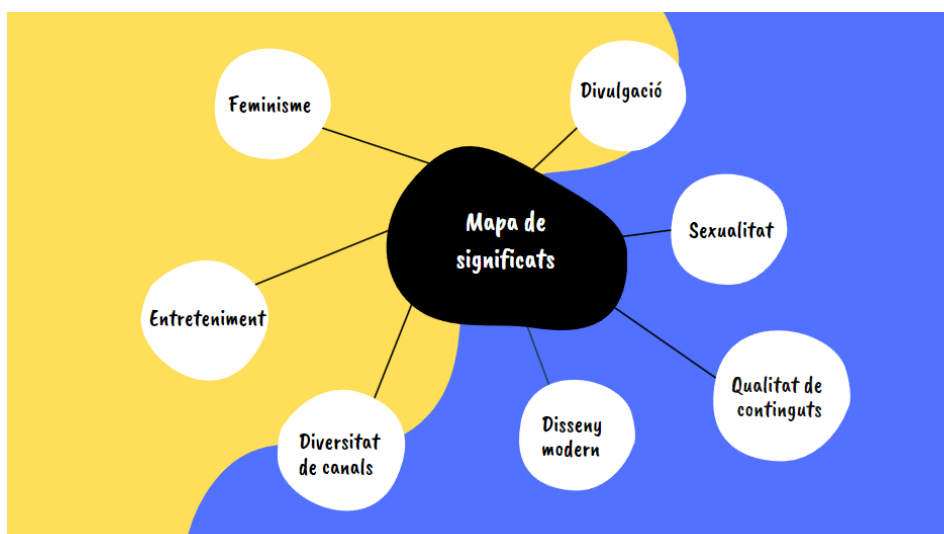 Feminisme
Divulgació
Mapa de
significats
Sexualitat
Entreteniment
Qualitat de
continguts
Diversitat
de canals
Disseny
modern